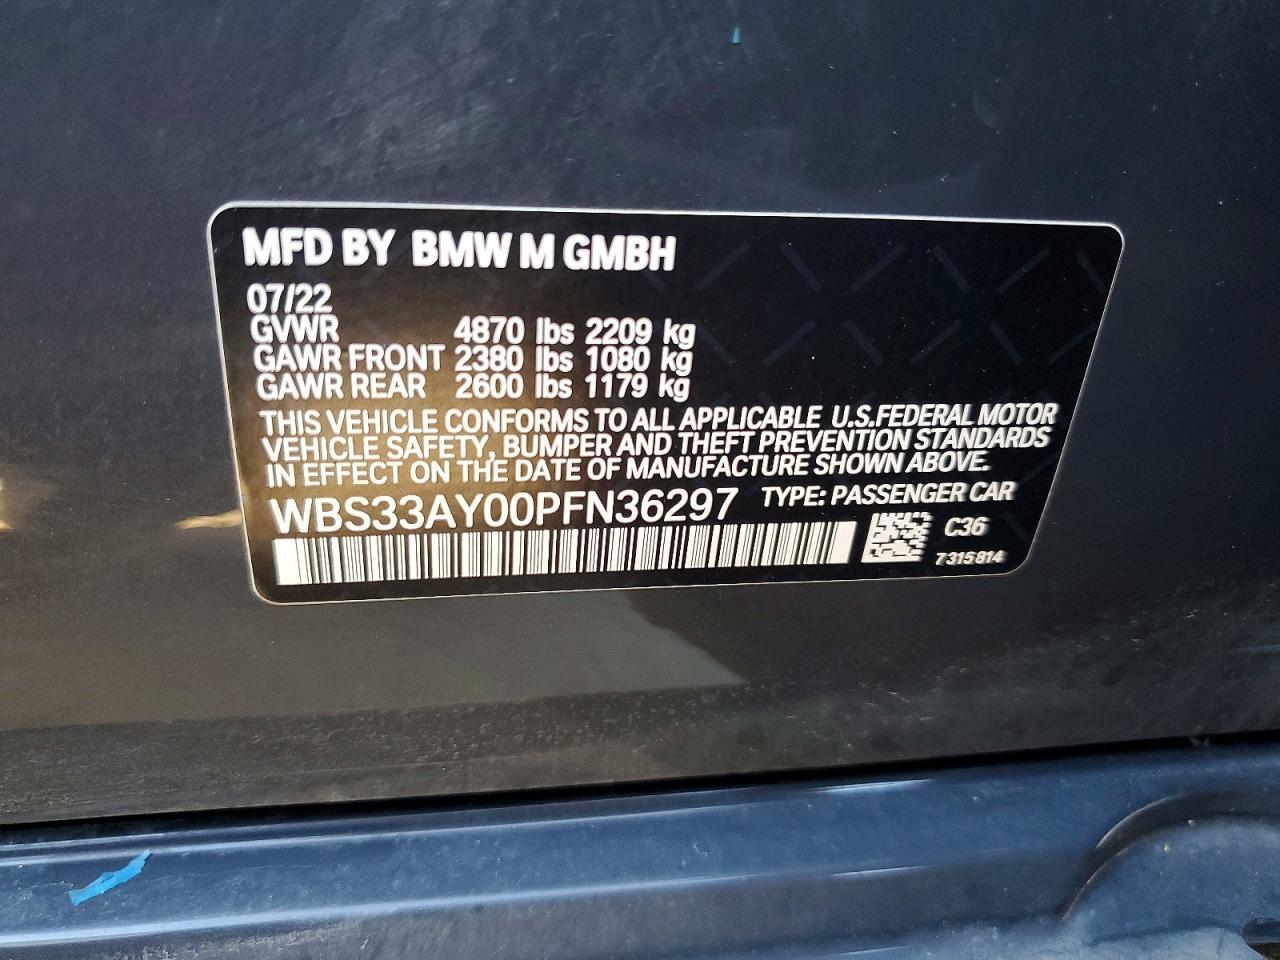 MFD BY BMW M GMBH
07/22
GVWR 4870 lbs 2209 kg
GAWR FRONT 2380 lbs 1080 kg
GAWR REAR 2600 lbs 1179 kg
THIS VEHICLE CONFORMS TO ALL APPLICABLE U.S.FEDERAL MOTOR
VEHICLE SAFETY, BUMPER AND THEFT PREVENTION STANDARDS
IN EFFECT ON THE DATE OF MANUFACTURE SHOWN ABOVE.
WBS33AY00PFN36297 TYPE: PASSENGER CAR
C36
7315814